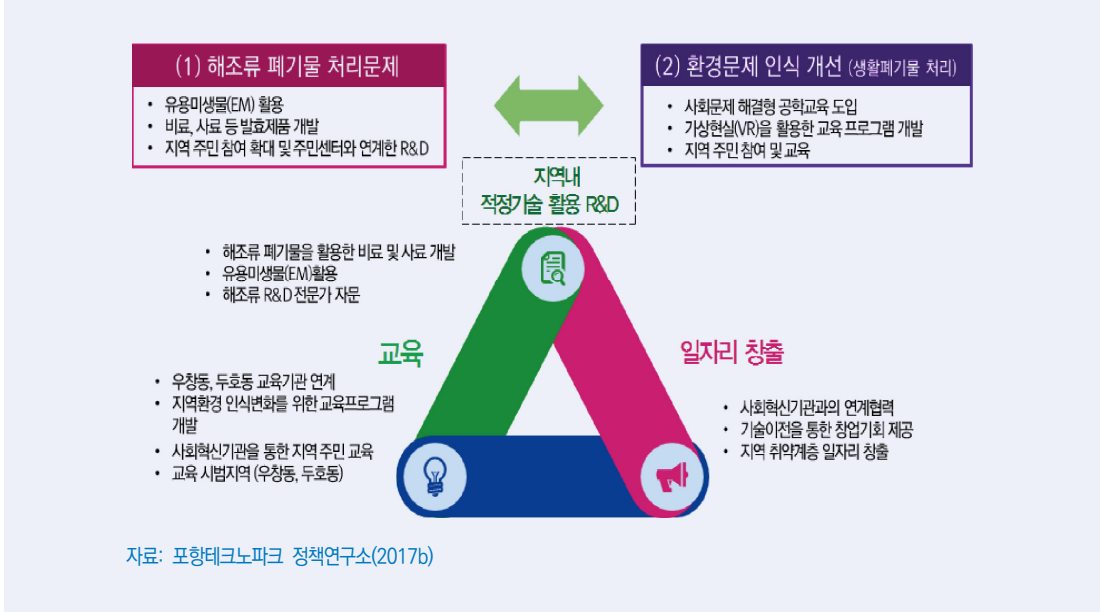 (1) 해조류 폐기물 처리문제
• 유용미생물(EM) 활용
• 비료, 사료 등 발효제품 개발
• 지역 주민 참여 확대 및 주민센터와 연계한 R&D
(2) 환경문제 인식 개선 (생활폐기물 처리)
• 사회문제 해결형 공학교육 도입
• 가상현실(VR)을 활용한 교육 프로그램 개발
• 지역 주민 참여 및 교육
지역내
적정기술 활용 R&D
• 해조류 폐기물을 활용한 비료 및 사료 개발
• 유용미생물(EM)활용
• 해조류 R&D 전문가 자문
교육
• 우창동, 두호동 교육기관 연계
• 지역환경 인식변화를 위한 교육프로그램
개발
• 사회혁신기관을 통한 지역 주민 교육
• 교육 시범지역 (우창동, 두호동)
일자리 창출
• 사회혁신기관과의 연계협력
• 기술이전을 통한 창업기회 제공
• 지역 취약계층 일자리 창출
자료: 포항테크노파크 정책연구소(2017b)